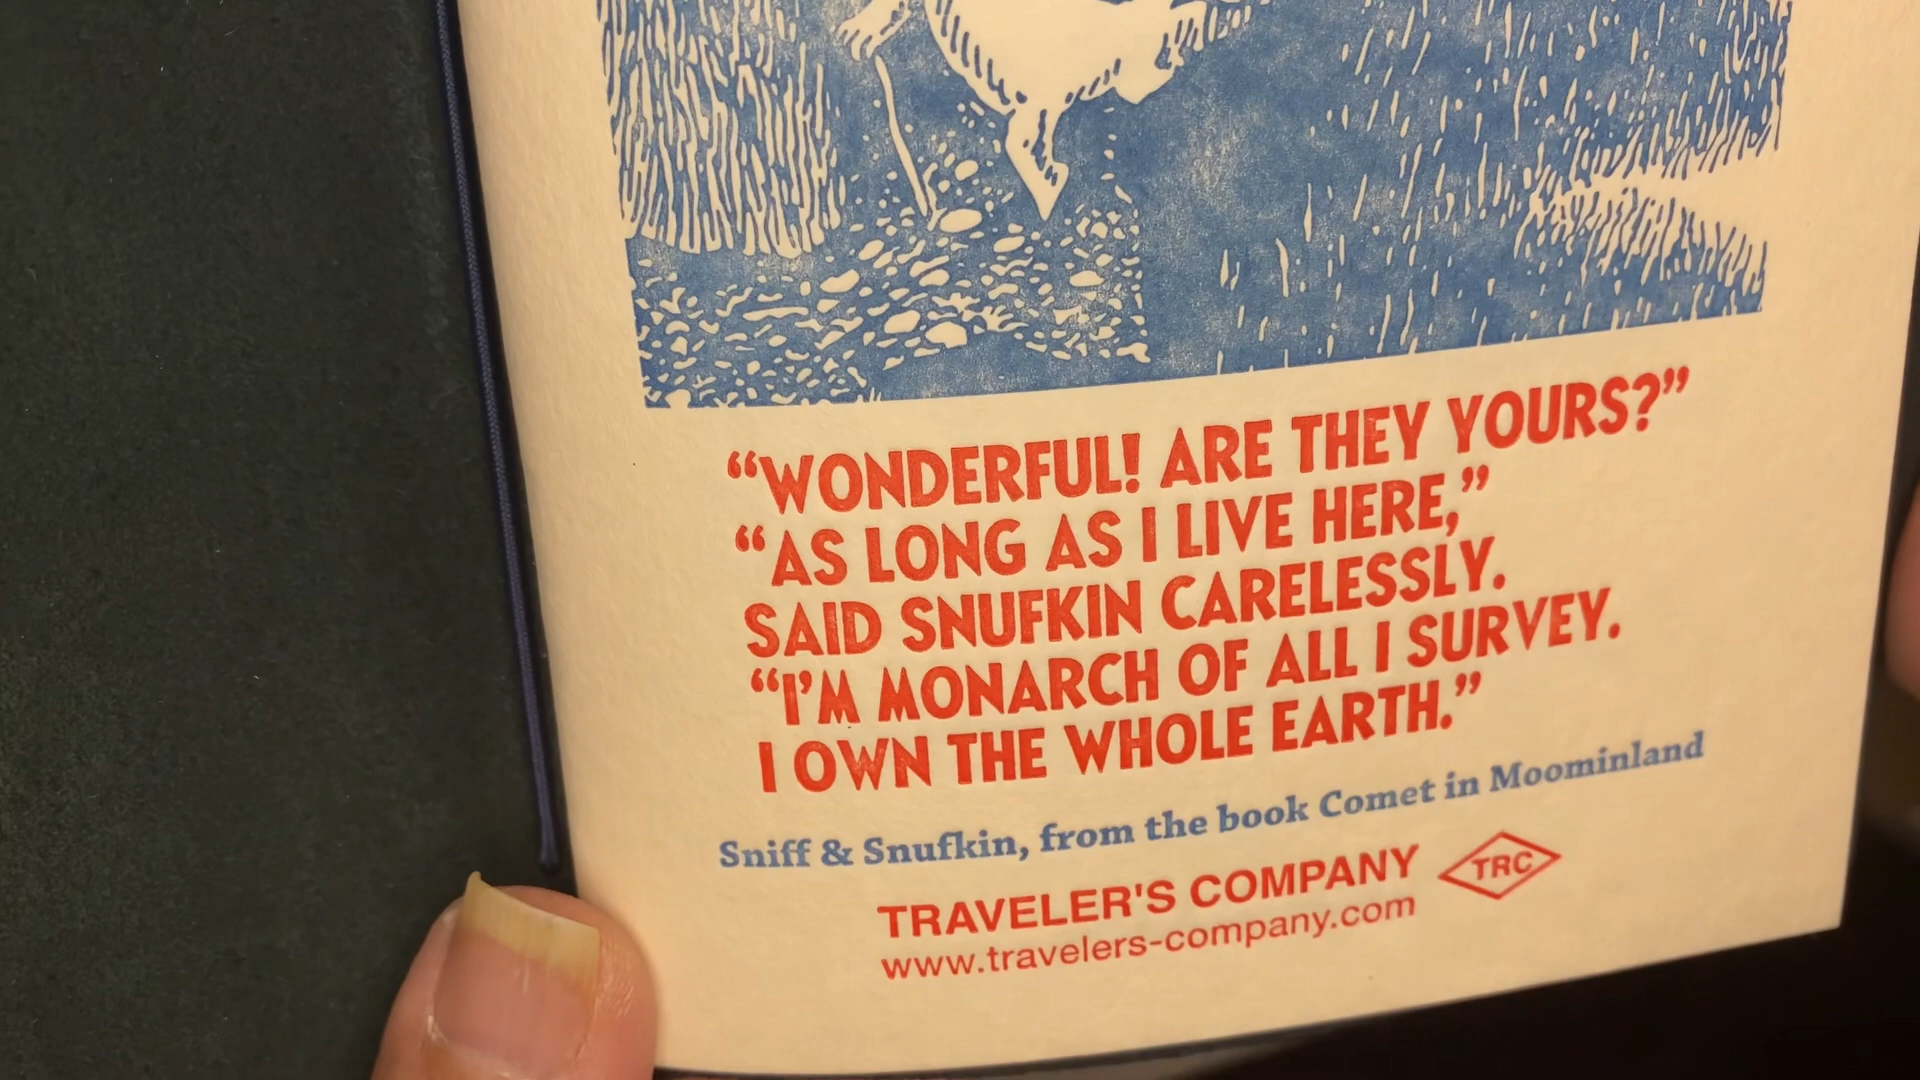 “WONDERFUL! ARE THEY YOURS?”
“AS LONG AS I LIVE HERE,”
SAID SNUFKIN CARELESSLY.
“I’M MONARCH OF ALL I SURVEY.
I OWN THE WHOLE EARTH.”
Sniff & Snufkin, from the book Comet in Moominland
TRAVELER'S COMPANY TRC
www.travelers-company.com